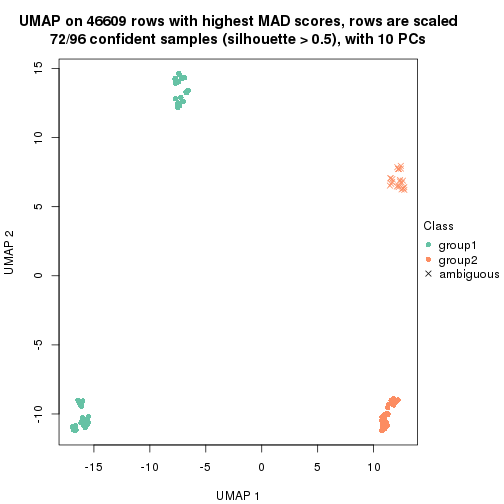 UMAP on 46609 rows with highest MAD scores, rows are scaled
72/96 confident samples (silhouette > 0.5), with 10 PCs
15
10
5
0
-5
-10
UMAP 2
-15
-10
-5
0
5
10
UMAP 1
Class
group1
group2
ambiguous